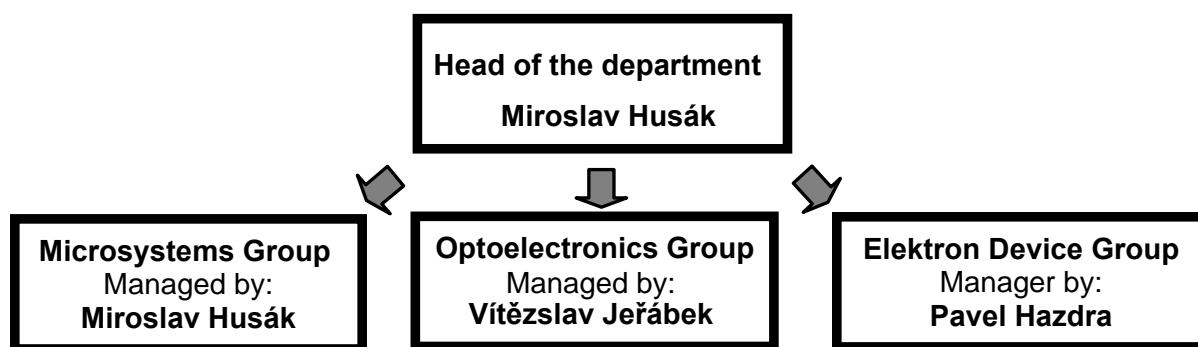 Head of the department
Miroslav Husák
Microsystems Group
Managed by:
Miroslav Husák
Optoelectronics Group
Managed by:
Vítězslav Jeřábek
Elektron Device Group
Manager by:
Pavel Hazdra